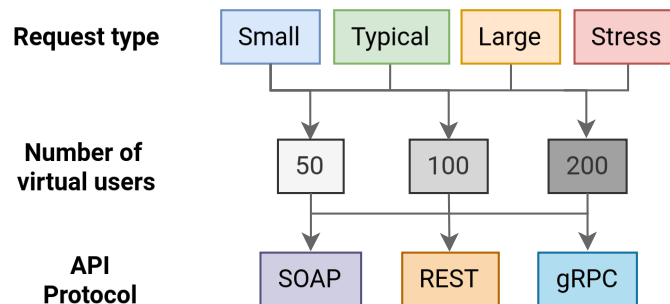 Request type
Small
Typical
Large
Stress
Number of
virtual users
50
100
200
API
Protocol
SOAP
REST
gRPC